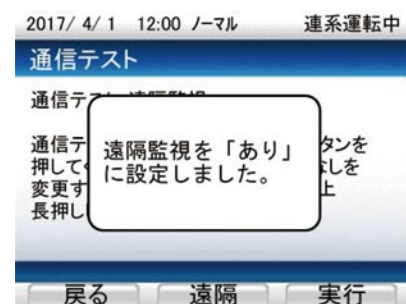 2017/ 4/ 1 12:00 ノーマル 連系運転中
通信テスト
通信テ
通信テ タンを
押して しを
変更す 上
長押し
遠隔監視を「あり」
に設定しました。
戻る 遠隔 実行